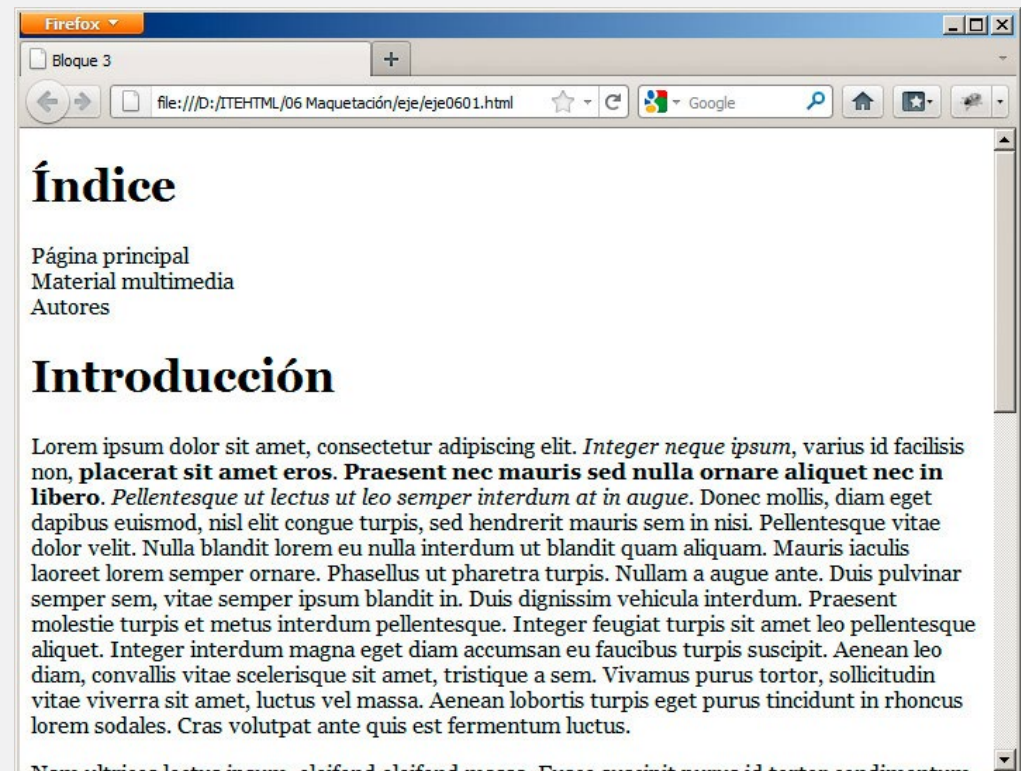 Firefox
Bloque 3
file:///D:/ITEHTML/06 Maquetación/eje/eje0601.html
Google
Índice
Página principal
Material multimedia
Autores
Introducción
Lorem ipsum dolor sit amet, consectetur adipiscing elit. Integer neque ipsum, varius id facilisis
non, placerat sit amet eros. Praesent nec mauris sed nulla ornare aliquet nec in
libero. Pellentesque ut lectus ut leo semper interdum at in augue. Donec mollis, diam eget
dapibus euismod, nisl elit congue turpis, sed hendrerit mauris sem in nisi. Pellentesque vitae
dolor velit. Nulla blandit lorem eu nulla interdum ut blandit quam aliquam. Mauris iaculis
laoreet lorem semper ornare. Phasellus ut pharetra turpis. Nullam a augue ante. Duis pulvinar
semper sem, vitae semper ipsum blandit in. Duis dignissim vehicula interdum. Praesent
molestie turpis et metus interdum pellentesque. Integer feugiat turpis sit amet leo pellentesque
aliquet. Integer interdum magna eget diam accumsan eu faucibus turpis suscipit. Aenean leo
diam, convallis vitae scelerisque sit amet, tristique a sem. Vivamus purus tortor, sollicitudin
vitae viverra sit amet, luctus vel massa. Aenean lobortis turpis eget purus tincidunt in rhoncus
lorem sodales. Cras volutpat ante quis est fermentum luctus.